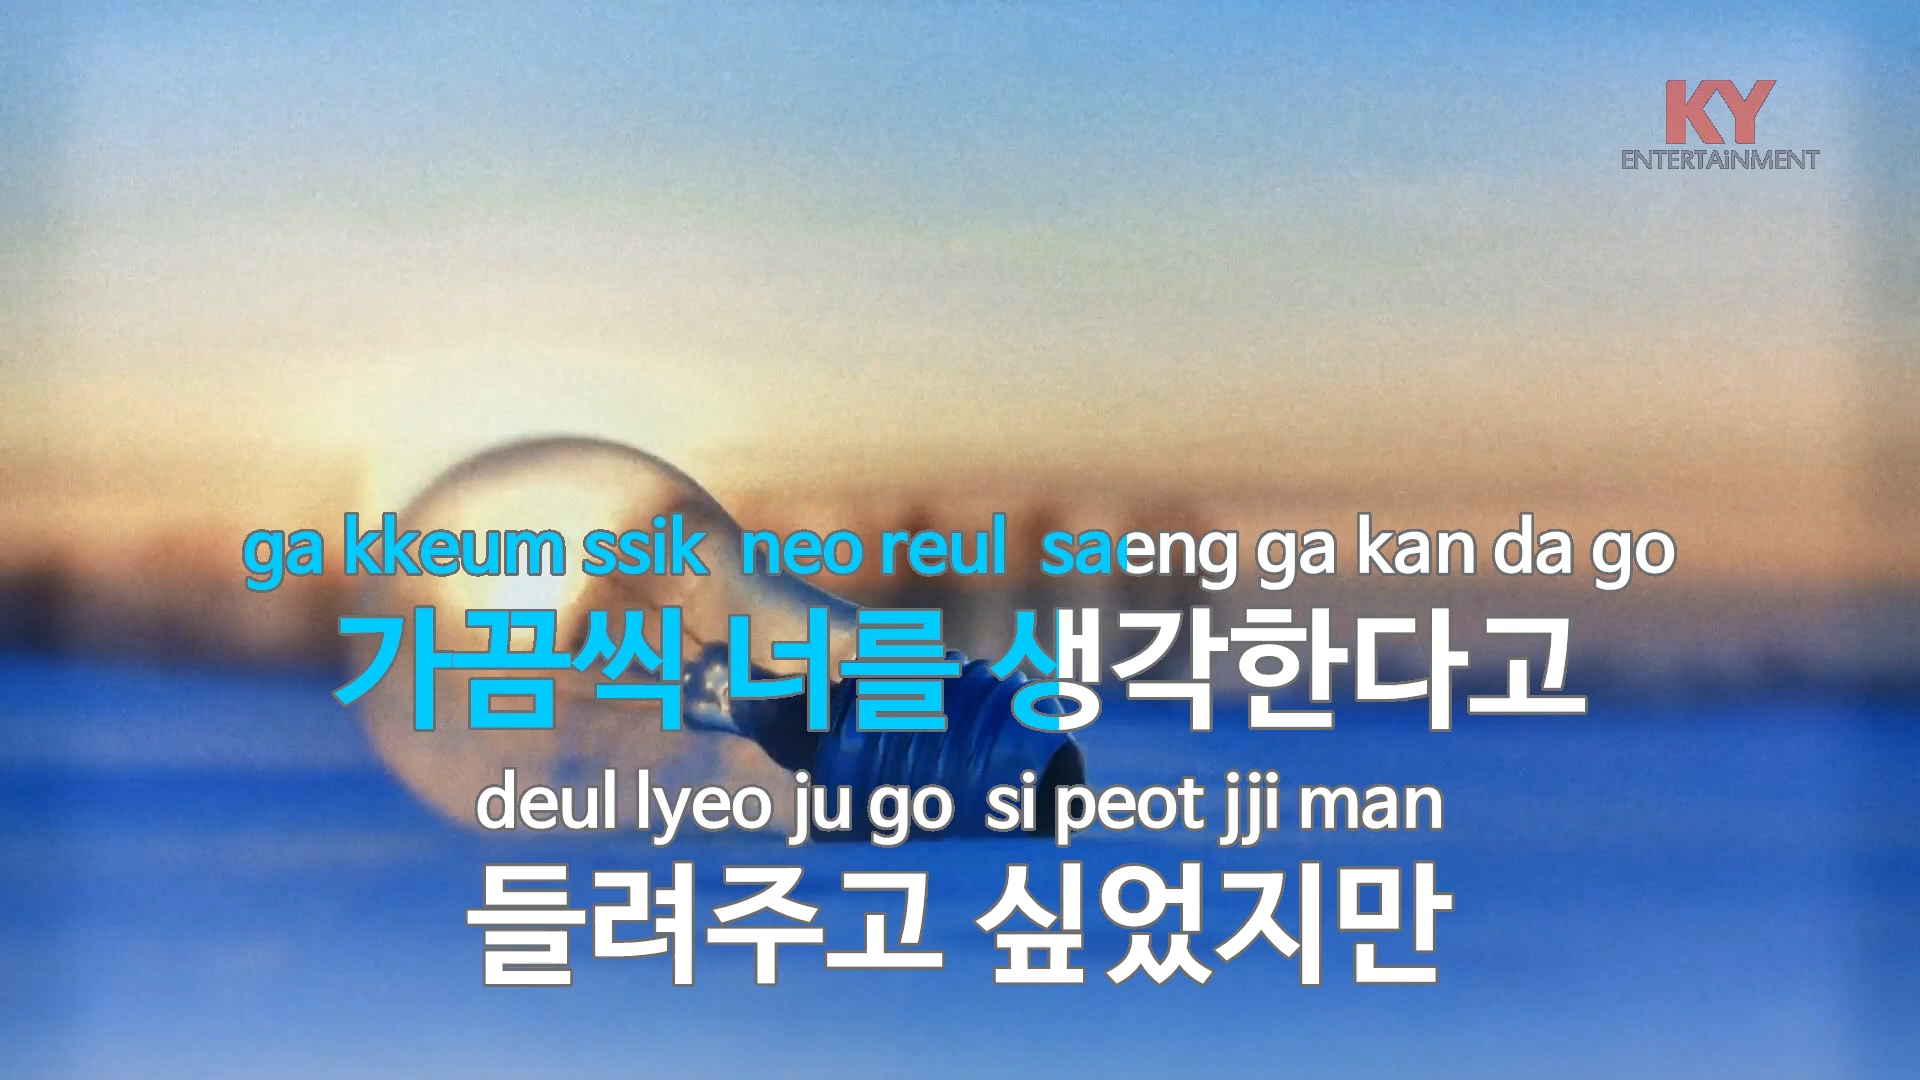 KY
ENTERTAiNMENT
ga kkeum ssik neo reul saeng ga kan da go
가끔씩 너를 생각한다고
deul lyeo ju go si peot jji man
들려주고 싶었지만